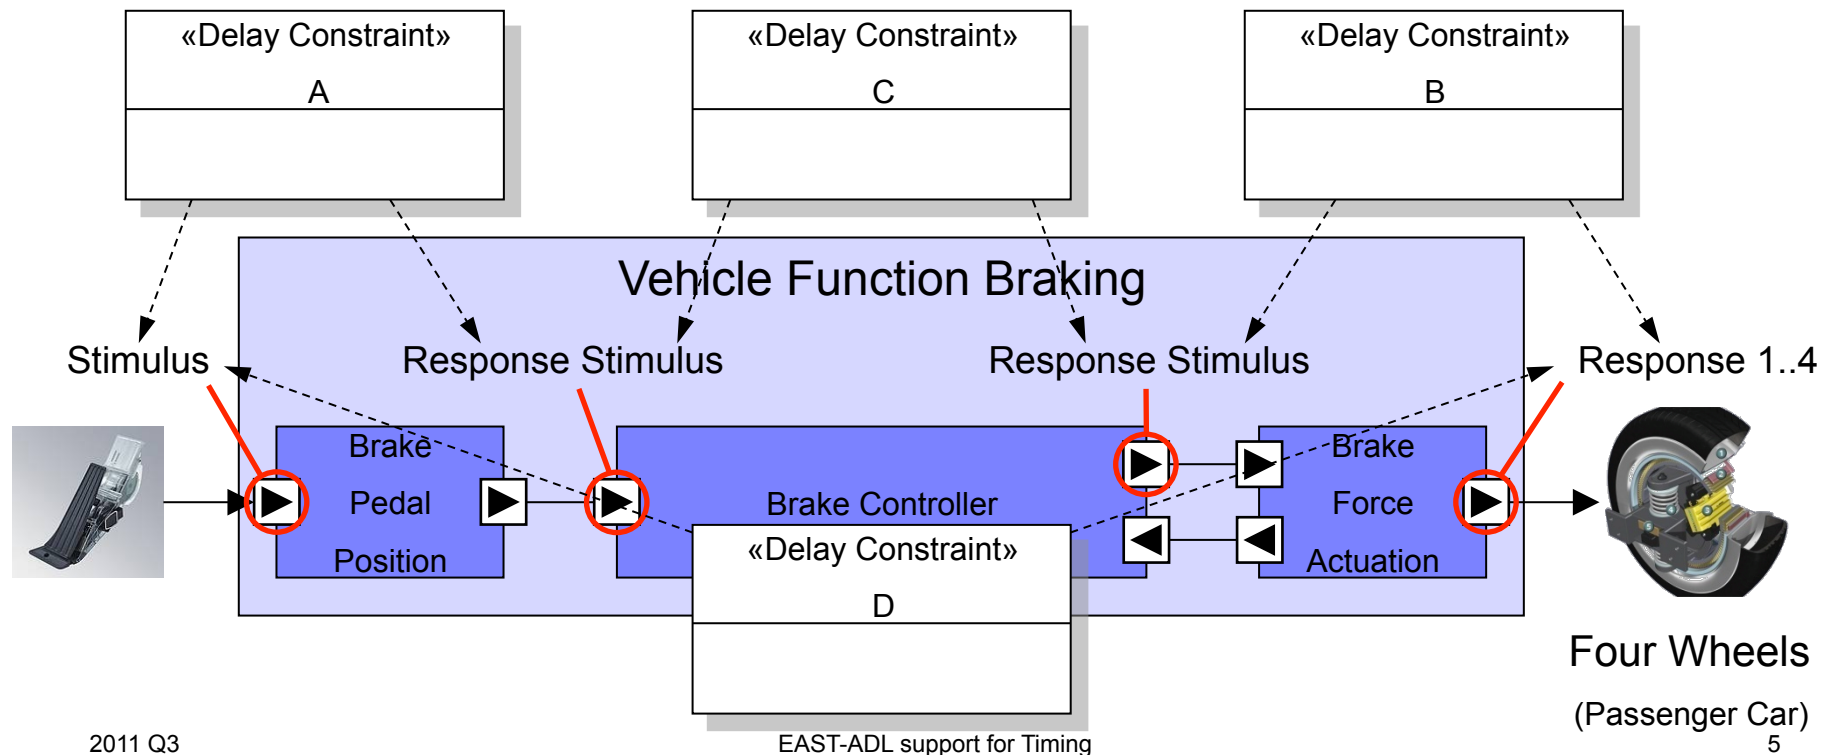 «Delay Constraint»
A
«Delay Constraint»
C
«Delay Constraint»
B
Vehicle Function Braking
Stimulus
Response Stimulus
Response Stimulus
Response 1..4
Brake
Pedal
Position
Brake Controller
Brake
Force
Actuation
«Delay Constraint»
D
Four Wheels
(Passenger Car)
2011 Q3
EAST-ADL support for Timing
5